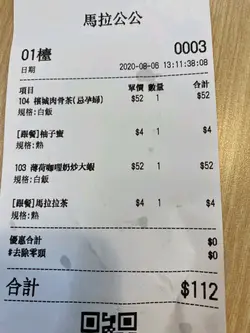 馬拉公公
01檯 0003
日期 2020-08-06 13:11:38:08
項目 單價 數量 合計
104 檳城肉骨茶(忌孕婦) $52 1 $52
規格:白飯
[跟餐]柚子蜜 $4 1 $4
規格:熱
103 薄荷咖哩奶炒大蝦 $52 1 $52
規格:白飯
[跟餐]馬拉拉茶 $4 1 $4
規格:熱
優惠合計 $0
#去除零頭 $0
合計 $112